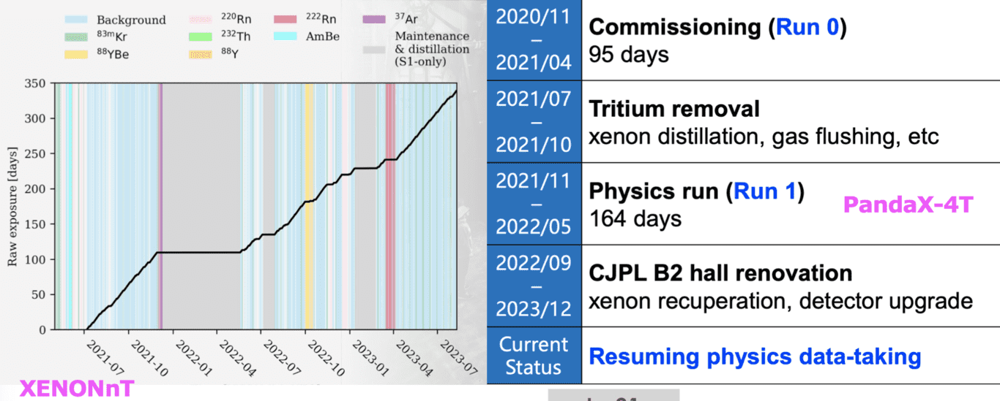 Background
⁸³ᵐKr
⁸⁸YBe
²²⁰Rn
²³²Th
⁸⁸Y
²²²Rn
AmBe
³⁷Ar
Maintenance
& distillation
(S1-only)
Raw exposure [days]
350
300
250
200
150
100
50
0
2021-07
2021-10
2022-01
2022-04
2022-07
2022-10
2023-01
2023-04
2023-07
XENONnT
2020/11
–
2021/04
Commissioning (Run 0)
95 days
2021/07
–
2021/10
Tritium removal
xenon distillation, gas flushing, etc
2021/11
–
2022/05
Physics run (Run 1)
164 days
PandaX-4T
2022/09
–
2023/12
CJPL B2 hall renovation
xenon recuperation, detector upgrade
Current
Status
Resuming physics data-taking